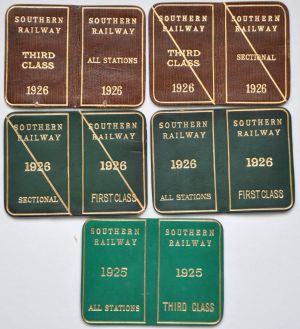 SOUTHERN
RAILWAY
THIRD
CLASS
1926
SOUTHERN
RAILWAY
ALL STATIONS
1926
SOUTHERN
RAILWAY
THIRD
CLASS
1926
SOUTHERN
RAILWAY
SECTIONAL
1926
SOUTHERN
RAILWAY
1926
SECTIONAL
SOUTHERN
RAILWAY
1926
FIRST CLASS
SOUTHERN
RAILWAY
1926
ALL STATIONS
SOUTHERN
RAILWAY
1926
FIRST CLASS
SOUTHERN
RAILWAY
1925
ALL STATIONS
SOUTHERN
RAILWAY
1925
THIRD CLASS